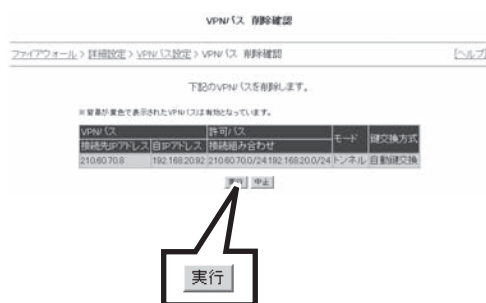 VPNパス 削除確認
ファイアウォール > 詳細設定 > VPNパス設定 > VPNパス 削除確認 [ヘルプ]
下記のVPNパスを削除します。
※背景が黄色で表示されたVPNパスは有効となっています。
VPNパス 許可パス モード 鍵交換方式
接続先IPアドレス 自IPアドレス 接続組み合わせ
210.60.70.8 192.168.20.92 210.60.70.0/24:192.168.20.0/24 トンネル 自動鍵交換
実行 中止
実行